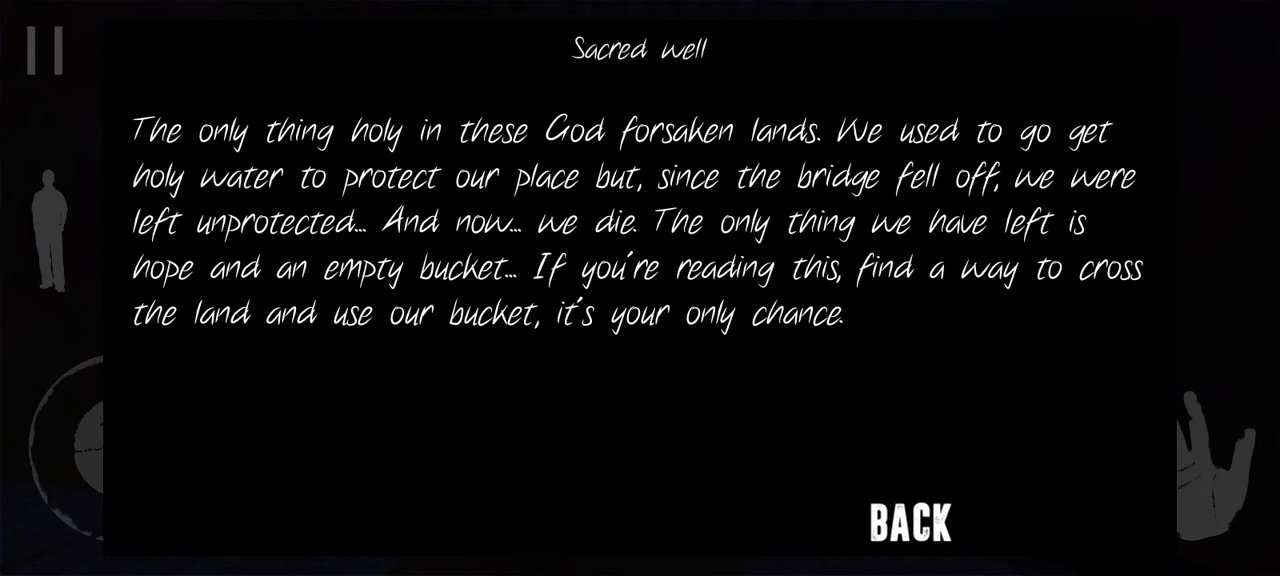 Sacred well
The only thing holy in these God forsaken lands. We used to go get
holy water to protect our place but, since the bridge fell off, we were
left unprotected... And now... we die. The only thing we have left is
hope and an empty bucket... If you're reading this, find a way to cross
the land and use our bucket, it's your only chance.
BACK